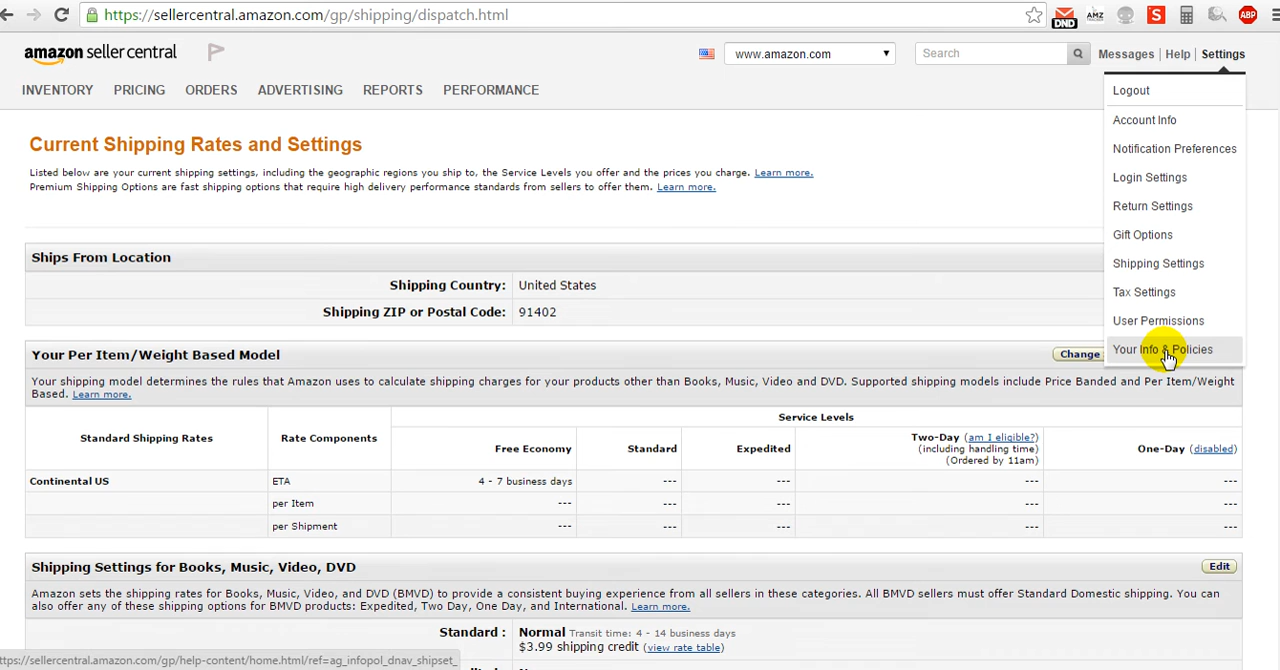 https://sellercentral.amazon.com/gp/shipping/dispatch.html
DND
AMZ
S
ABP
amazon seller central
www.amazon.com
Search
Messages | Help | Settings
INVENTORY PRICING ORDERS ADVERTISING REPORTS PERFORMANCE
Logout
Account Info
Notification Preferences
Login Settings
Return Settings
Gift Options
Shipping Settings
Tax Settings
User Permissions
Your Info & Policies
Current Shipping Rates and Settings
Listed below are your current shipping settings, including the geographic regions you ship to, the Service Levels you offer and the prices you charge. Learn more.
Premium Shipping Options are fast shipping options that require high delivery performance standards from sellers to offer them. Learn more.
Ships From Location
Shipping Country: United States
Shipping ZIP or Postal Code: 91402
Your Per Item/Weight Based Model
Change
Your shipping model determines the rules that Amazon uses to calculate shipping charges for your products other than Books, Music, Video and DVD. Supported shipping models include Price Banded and Per Item/Weight
Based. Learn more.
Standard Shipping Rates
Rate Components
Service Levels
Free Economy
Standard
Expedited
Two-Day (am I eligible?)
(including handling time)
(Ordered by 11am)
One-Day (disabled)
Continental US ETA 4 - 7 business days --- --- --- ---
per Item --- --- --- --- ---
per Shipment --- --- --- --- ---
Shipping Settings for Books, Music, Video, DVD
Edit
Amazon sets the shipping rates for Books, Music, Video, and DVD (BMVD) to provide a consistent buying experience from all sellers in these categories. All BMVD sellers must offer Standard Domestic shipping. You can
also offer any of these shipping options for BMVD products: Expedited, Two Day, One Day, and International. Learn more.
Standard : Normal Transit time: 4 - 14 business days
$3.99 shipping credit (view rate table)
ttps://sellercentral.amazon.com/gp/help-content/home.html/ref=ag_infopol_dnav_shipset_